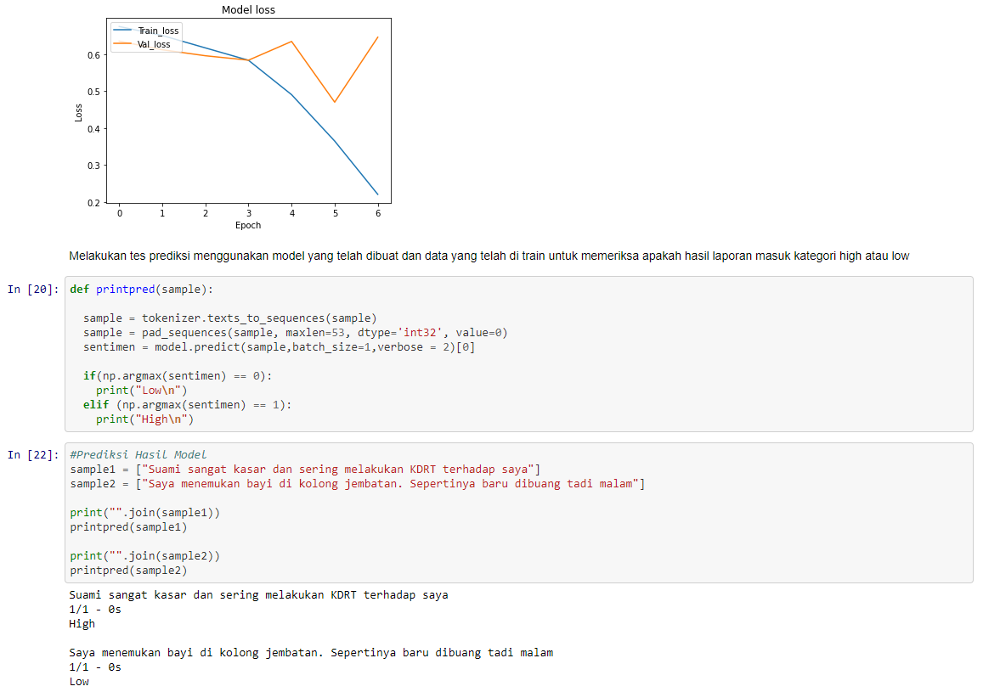 Model loss
Train_loss
Val_loss
0.6
0.5
0.4
0.3
0.2
Loss
0 1 2 3 4 5 6
Epoch
Melakukan tes prediksi menggunakan model yang telah dibuat dan data yang telah di train untuk memeriksa apakah hasil laporan masuk kategori high atau low
In [20]: def printpred(sample):
sample = tokenizer.texts_to_sequences(sample)
sample = pad_sequences(sample, maxlen=53, dtype='int32', value=0)
sentimen = model.predict(sample,batch_size=1,verbose = 2)[0]
if(np.argmax(sentimen) == 0):
print("Low\n")
elif (np.argmax(sentimen) == 1):
print("High\n")
In [22]: #Prediksi Hasil Model
sample1 = ["Suami sangat kasar dan sering melakukan KDRT terhadap saya"]
sample2 = ["Saya menemukan bayi di kolong jembatan. Sepertinya baru dibuang tadi malam"]
print("".join(sample1))
printpred(sample1)
print("".join(sample2))
printpred(sample2)
Suami sangat kasar dan sering melakukan KDRT terhadap saya
1/1 - 0s
High
Saya menemukan bayi di kolong jembatan. Sepertinya baru dibuang tadi malam
1/1 - 0s
Low